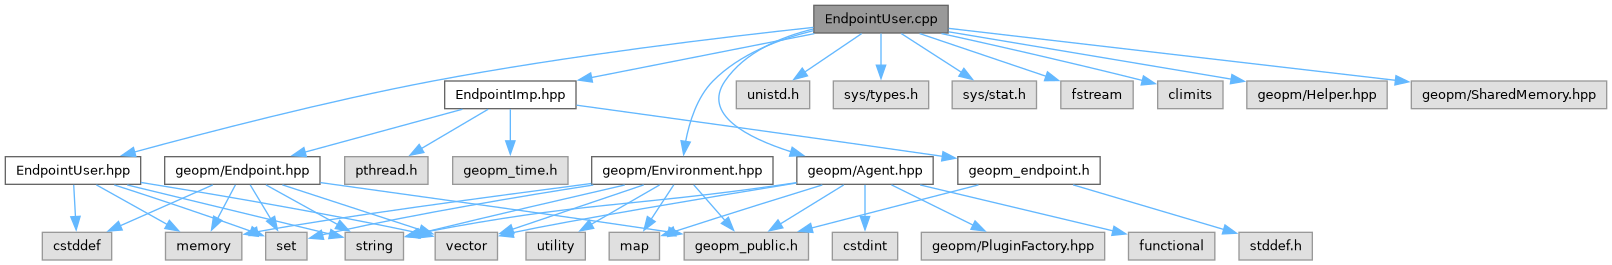 EndpointUser.cpp
EndpointImp.hpp
unistd.h
sys/types.h
sys/stat.h
fstream
climits
geopm/Helper.hpp
geopm/SharedMemory.hpp
EndpointUser.hpp
geopm/Endpoint.hpp
pthread.h
geopm_time.h
geopm/Environment.hpp
geopm/Agent.hpp
geopm_endpoint.h
cstddef
memory
set
string
vector
utility
map
geopm_public.h
cstdint
geopm/PluginFactory.hpp
functional
stddef.h